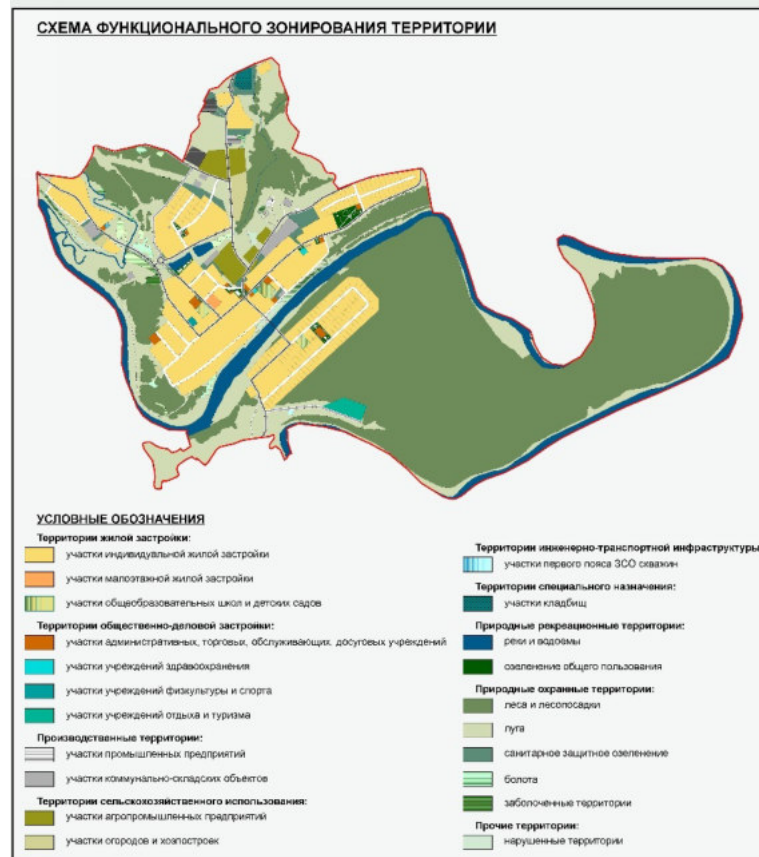 СХЕМА ФУНКЦИОНАЛЬНОГО ЗОНИРОВАНИЯ ТЕРРИТОРИИ
УСЛОВНЫЕ ОБОЗНАЧЕНИЯ
Территории жилой застройки:
участки индивидуальной жилой застройки
участки малоэтажной жилой застройки
участки общеобразовательных школ и детских садов
Территории общественно-деловой застройки:
участки административных, торговых, обслуживающих, досуговых учреждений
участки учреждений здравоохранения
участки учреждений физкультуры и спорта
участки учреждений отдыха и туризма
Производственные территории:
участки промышленных предприятий
участки коммунально-складских объектов
Территории сельскохозяйственного использования:
участки агропромышленных предприятий
участки огородов и хозпостроек
Территории инженерно-транспортной инфраструктуры
участки первого пояса ЗСО скважин
Территории специального назначения:
участки кладбищ
Природные рекреационные территории:
реки и водоемы
озеленение общего пользования
Природные охранные территории:
леса и лесопосадки
луга
санитарное защитное озеленение
болота
заболоченные территории
Прочие территории:
нарушенные территории